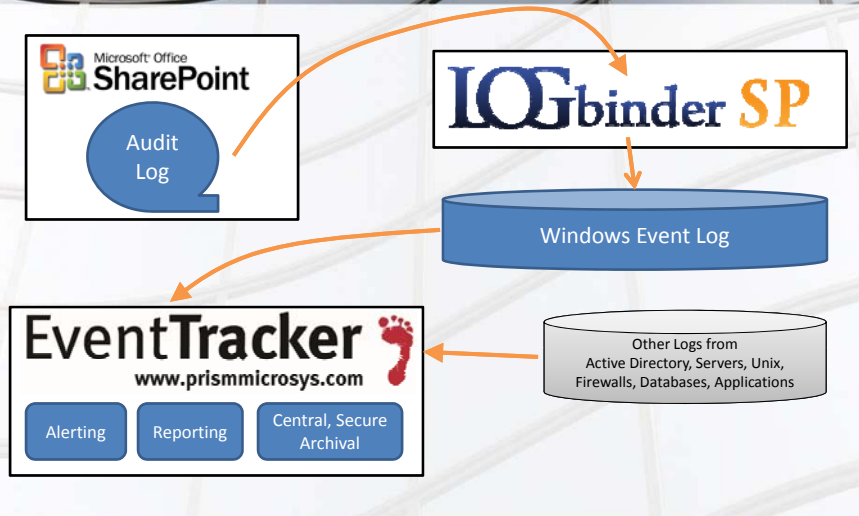 Microsoft Office
SharePoint
Audit
Log
LOGbinder SP
Windows Event Log
EventTracker
www.prismmicrosys.com
Alerting
Reporting
Central, Secure
Archival
Other Logs from
Active Directory, Servers, Unix,
Firewalls, Databases, Applications